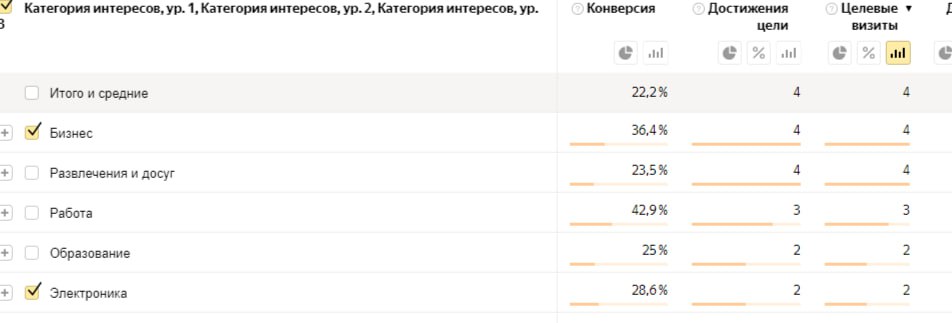 Категория интересов, ур. 1, Категория интересов, ур. 2, Категория интересов, ур. 3
Конверсия
Достижения цели
Целевые визиты
Итого и средние 22,2 % 4 4
Бизнес 36,4 % 4 4
Развлечения и досуг 23,5 % 4 4
Работа 42,9 % 3 3
Образование 25 % 2 2
Электроника 28,6 % 2 2